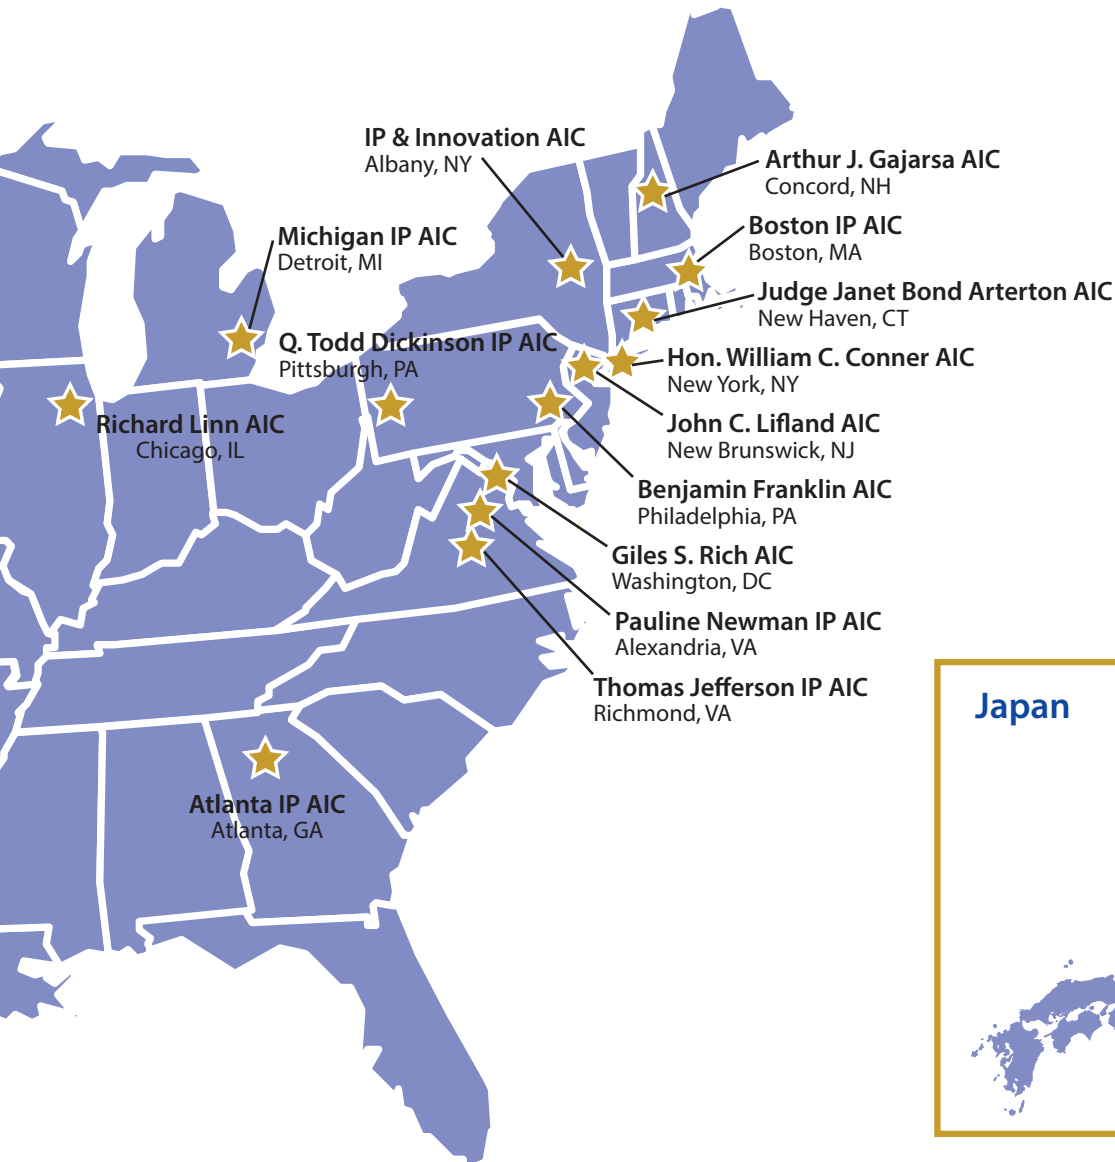 IP & Innovation AIC
Albany, NY
Arthur J. Gajarsa AIC
Concord, NH
Boston IP AIC
Boston, MA
Michigan IP AIC
Detroit, MI
Judge Janet Bond Arterton AIC
New Haven, CT
Q. Todd Dickinson IP AIC
Pittsburgh, PA
Hon. William C. Conner AIC
New York, NY
Richard Linn AIC
Chicago, IL
John C. Lifland AIC
New Brunswick, NJ
Benjamin Franklin AIC
Philadelphia, PA
Giles S. Rich AIC
Washington, DC
Pauline Newman IP AIC
Alexandria, VA
Thomas Jefferson IP AIC
Richmond, VA
Japan
Atlanta IP AIC
Atlanta, GA